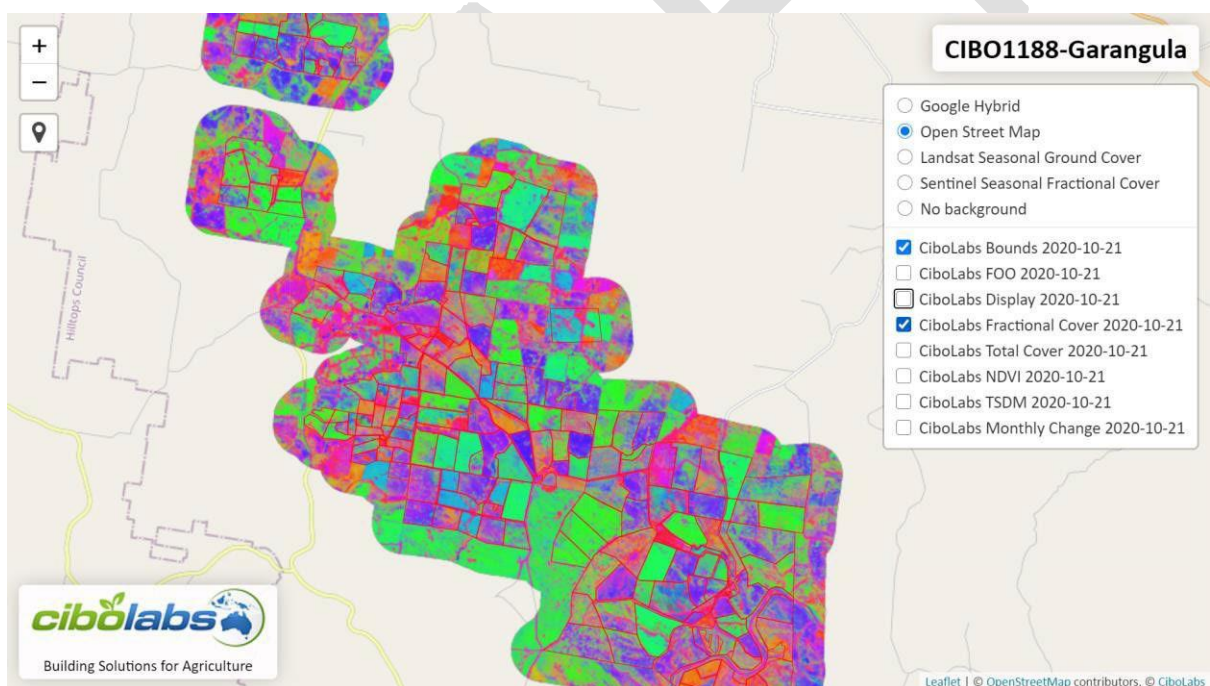 +
CIBO1188-Garangula
−
Google Hybrid
Open Street Map
Landsat Seasonal Ground Cover
Sentinel Seasonal Fractional Cover
No background
CiboLabs Bounds 2020-10-21
CiboLabs FOO 2020-10-21
CiboLabs Display 2020-10-21
CiboLabs Fractional Cover 2020-10-21
CiboLabs Total Cover 2020-10-21
CiboLabs NDVI 2020-10-21
CiboLabs TSDM 2020-10-21
CiboLabs Monthly Change 2020-10-21
Hilltops Council
cibolabs
Building Solutions for Agriculture
Leaflet | © OpenStreetMap contributors, © CiboLabs